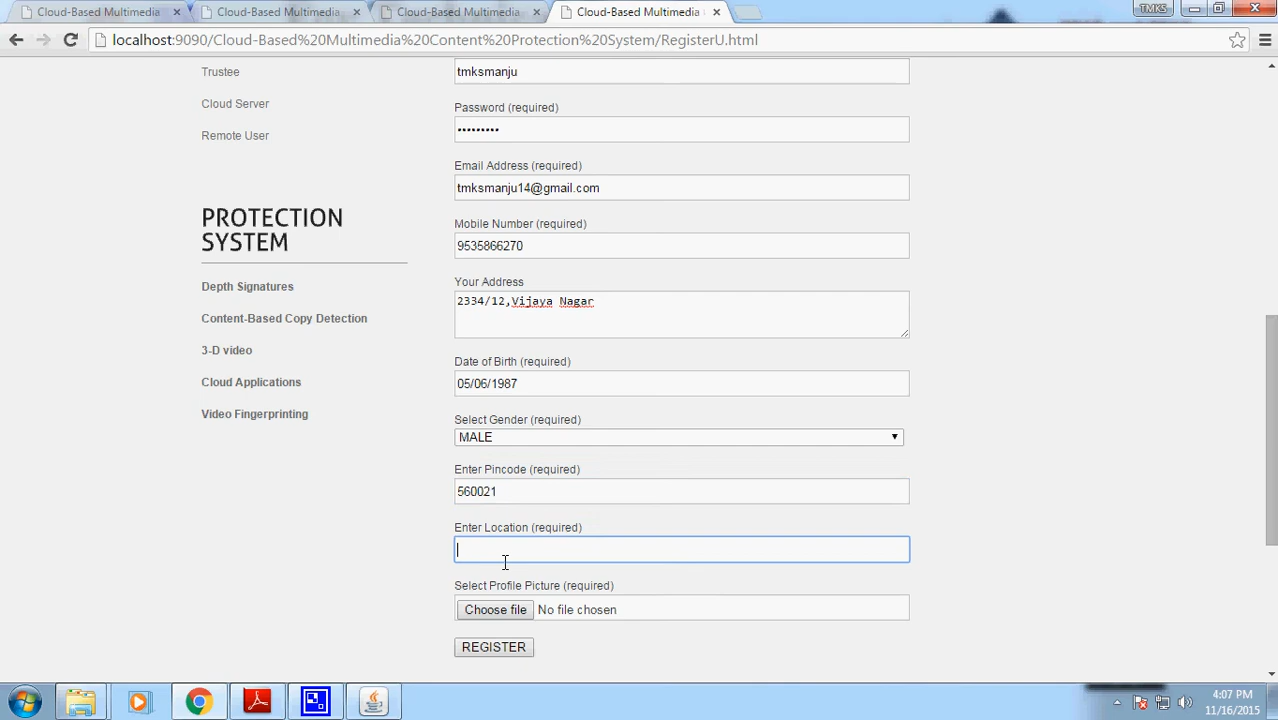 Cloud-Based Multimedia
Cloud-Based Multimedia
Cloud-Based Multimedia
Cloud-Based Multimedia
TMKS
localhost:9090/Cloud-Based%20Multimedia%20Content%20Protection%20System/RegisterU.html
Trustee
Cloud Server
Remote User
PROTECTION
SYSTEM
Depth Signatures
Content-Based Copy Detection
3-D video
Cloud Applications
Video Fingerprinting
tmksmanju
Password (required)
•••••••••
Email Address (required)
tmksmanju14@gmail.com
Mobile Number (required)
9535866270
Your Address
2334/12,Vijaya Nagar
Date of Birth (required)
05/06/1987
Select Gender (required)
MALE
Enter Pincode (required)
560021
Enter Location (required)
Select Profile Picture (required)
Choose file No file chosen
REGISTER
4:07 PM
11/16/2015